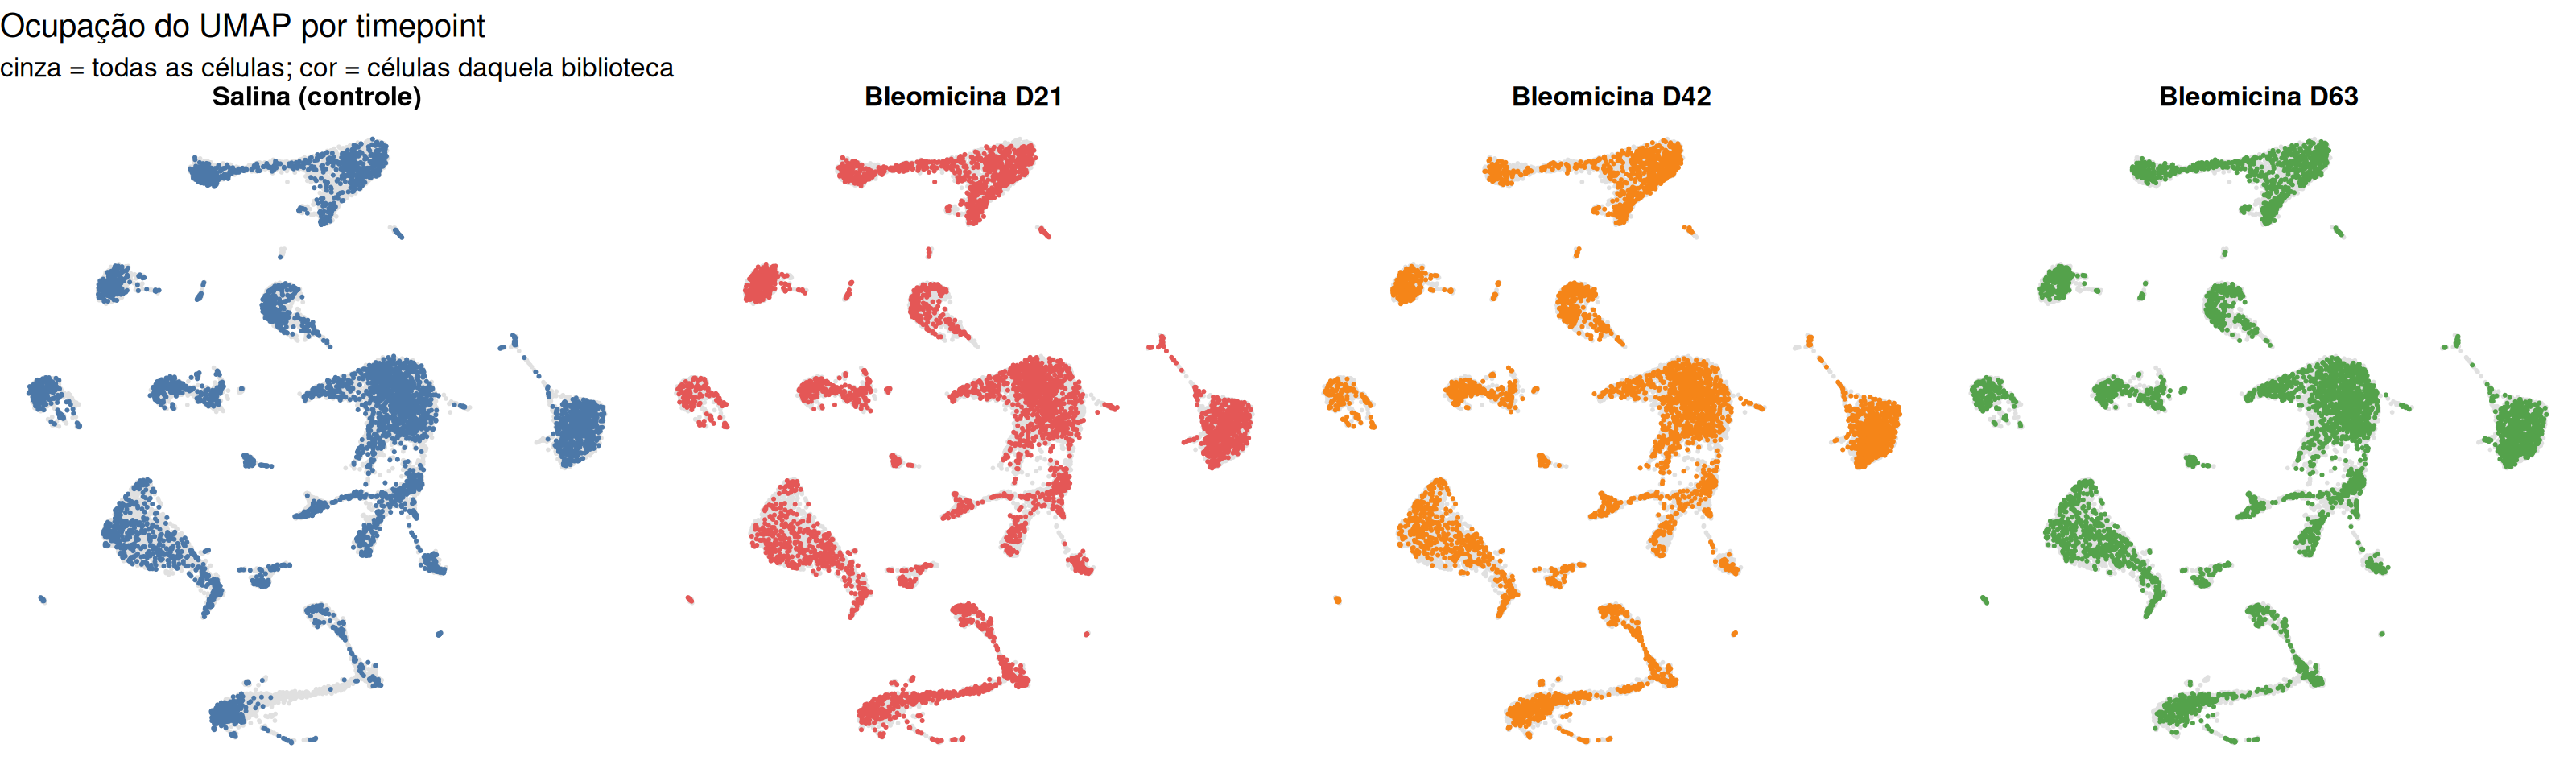 Ocupação do UMAP por timepoint
cinza = todas as células; cor = células daquela biblioteca
Salina (controle)
Bleomicina D21
Bleomicina D42
Bleomicina D63